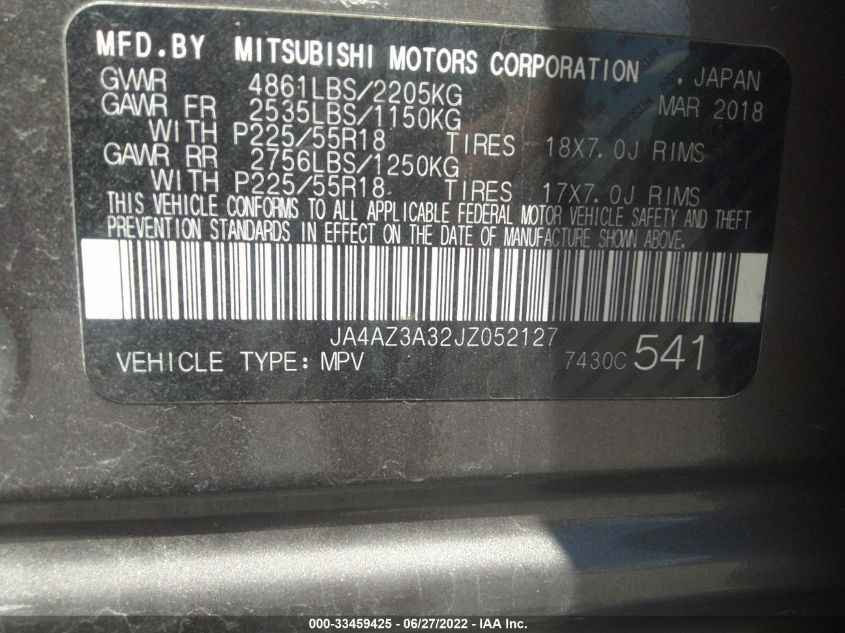 MFD.BY MITSUBISHI MOTORS CORPORATION , JAPAN
GVWR 4861LBS/2205KG MAR 2018
GAWR FR 2535LBS/1150KG
WITH P225/55R18 TIRES 18X7.0J RIMS
GAWR RR 2756LBS/1250KG
WITH P225/55R18 TIRES 17X7.0J RIMS
THIS VEHICLE CONFORMS TO ALL APPLICABLE FEDERAL MOTOR VEHICLE SAFETY AND THEFT
PREVENTION STANDARDS IN EFFECT ON THE DATE OF MANUFACTURE SHOWN ABOVE.
JA4AZ3A32JZ052127
VEHICLE TYPE: MPV 7430C 541
000-33459425 - 06/27/2022 - IAA Inc.